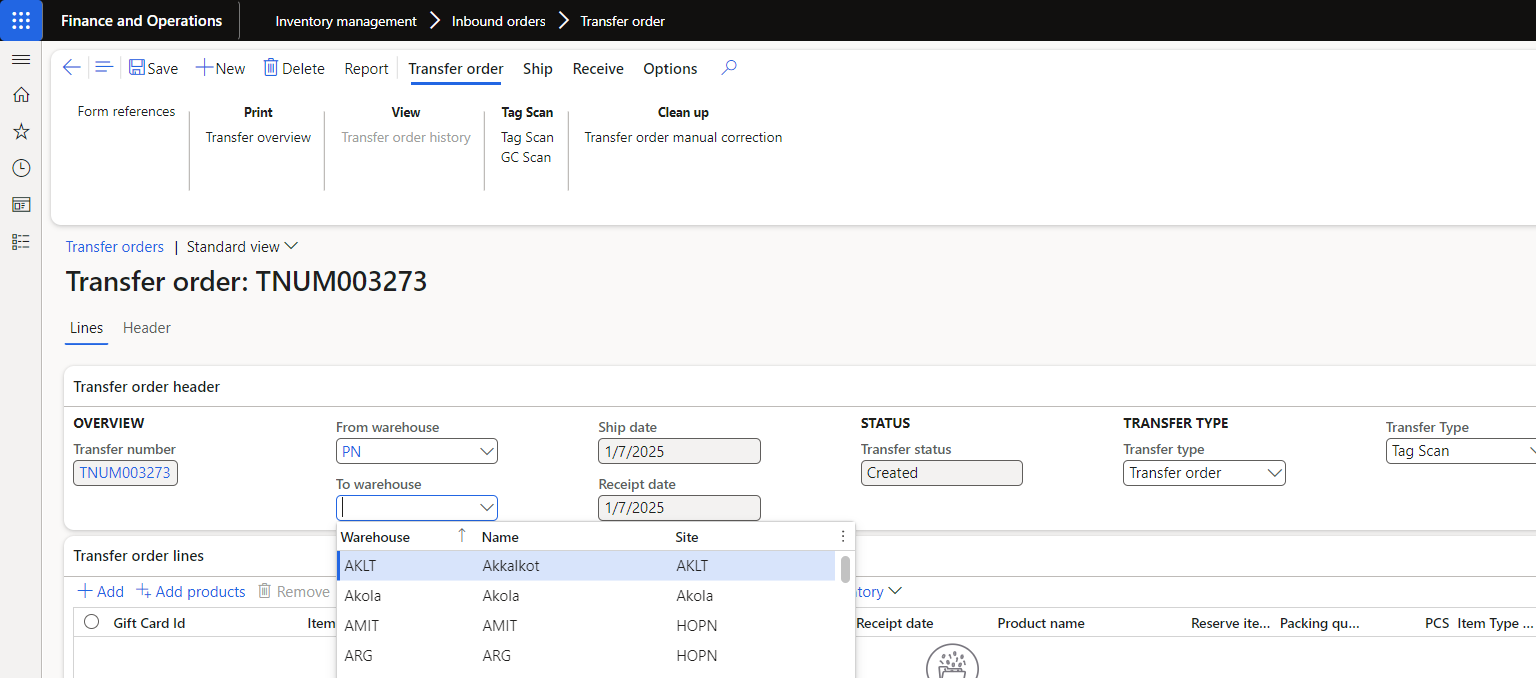 Finance and Operations
Inventory management Inbound orders Transfer order
Save New Delete Report Transfer order Ship Receive Options
Form references
Print
Transfer overview
View
Transfer order history
Tag Scan
Tag Scan
GC Scan
Clean up
Transfer order manual correction
Transfer orders | Standard view
Transfer order: TNUM003273
Lines Header
Transfer order header
OVERVIEW
Transfer number
TNUM003273
From warehouse
PN
To warehouse
Ship date
1/7/2025
Receipt date
1/7/2025
STATUS
Transfer status
Created
TRANSFER TYPE
Transfer type
Transfer order
Transfer Type
Tag Scan
Warehouse Name Site
AKLT Akkalkot AKLT
Akola Akola Akola
AMIT AMIT HOPN
ARG ARG HOPN
Transfer order lines
Add Add products Remove tory
Gift Card Id Item Receipt date Product name Reserve ite... Packing qu... PCS Item Type ...